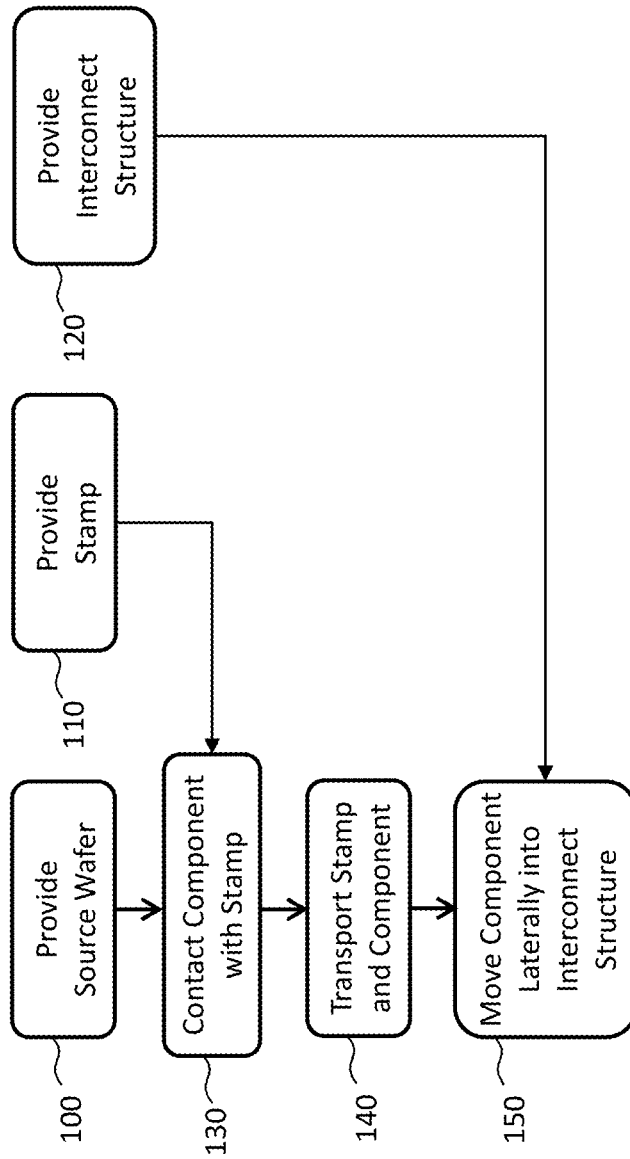 Provide
Source Wafer
100
Provide
Stamp
110
Provide
Interconnect
Structure
120
Contact Component
with Stamp
130
Transport Stamp
and Component
140
Move Component
Laterally into
Interconnect
Structure
150